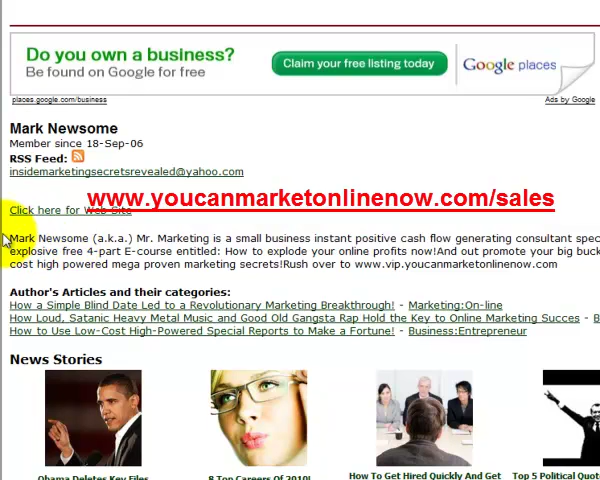 Do you own a business?
Be found on Google for free
Claim your free listing today
Google places
places.google.com/business
Ads by Google
Mark Newsome
Member since 18-Sep-06
RSS Feed:
insidemarketingsecretsrevealed@yahoo.com
www.youcanmarketonlinenow.com/sales
Click here for Web Site
Mark Newsome (a.k.a.) Mr. Marketing is a small business instant positive cash flow generating consultant spec
explosive free 4-part E-course entitled: How to explode your online profits now!And out promote your big buck
cost high powered mega proven marketing secrets!Rush over to www.vip.youcanmarketonlinenow.com
Author's Articles and their categories:
How a Simple Blind Date Led to a Revolutionary Marketing Breakthrough! - Marketing:On-line
How Loud, Satanic Heavy Metal Music and Good Old Gangsta Rap Hold the Key to Online Marketing Succes - B
How to Use Low-Cost High-Powered Special Reports to Make a Fortune! - Business:Entrepreneur
News Stories
Obama Deletes Key Files
8 Top Careers Of 2010!
How To Get Hired Quickly And Get
Top 5 Political Quot